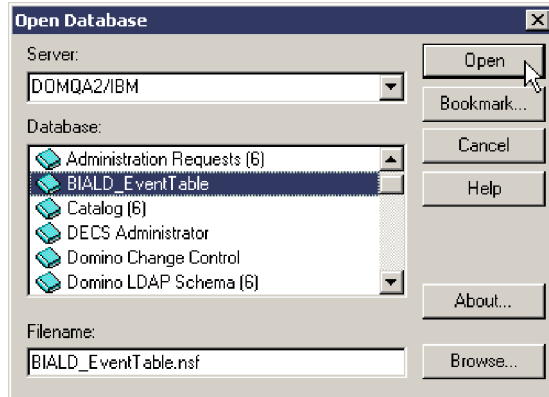 Open Database
Server:
DOMQA2/IBM
Database:
Administration Requests (6)
BIALD_EventTable
Catalog (6)
DECS Administrator
Domino Change Control
Domino LDAP Schema (6)
Filename:
BIALD_EventTable.nsf
Open
Bookmark...
Cancel
Help
About...
Browse...